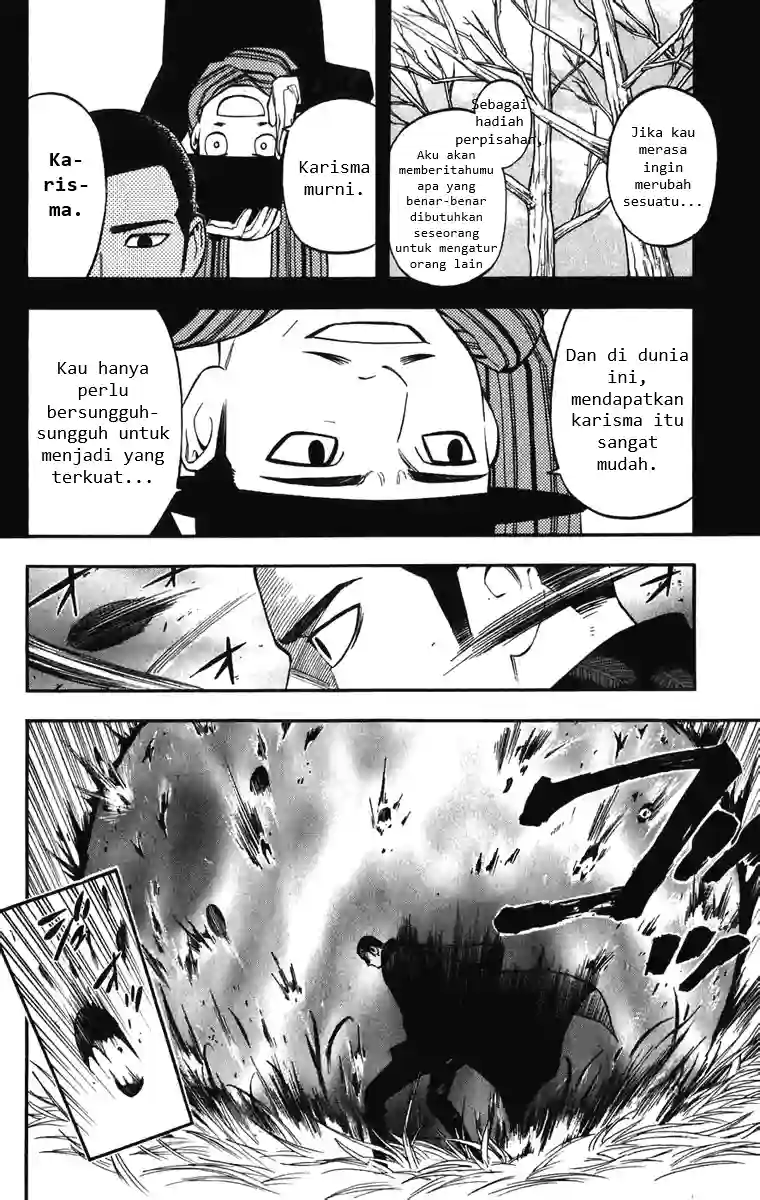 Jika kau
merasa
ingin
merubah
sesuatu...
Sebagai
hadiah
perpisahan,
Aku akan
memberitahumu
apa yang
benar-benar
dibutuhkan
seseorang
untuk mengatur
orang lain
Karisma
murni.
Ka-
ris-
ma.
Dan di dunia
ini,
mendapatkan
karisma itu
sangat
mudah.
Kau hanya
perlu
bersungguh-
sungguh untuk
menjadi yang
terkuat...